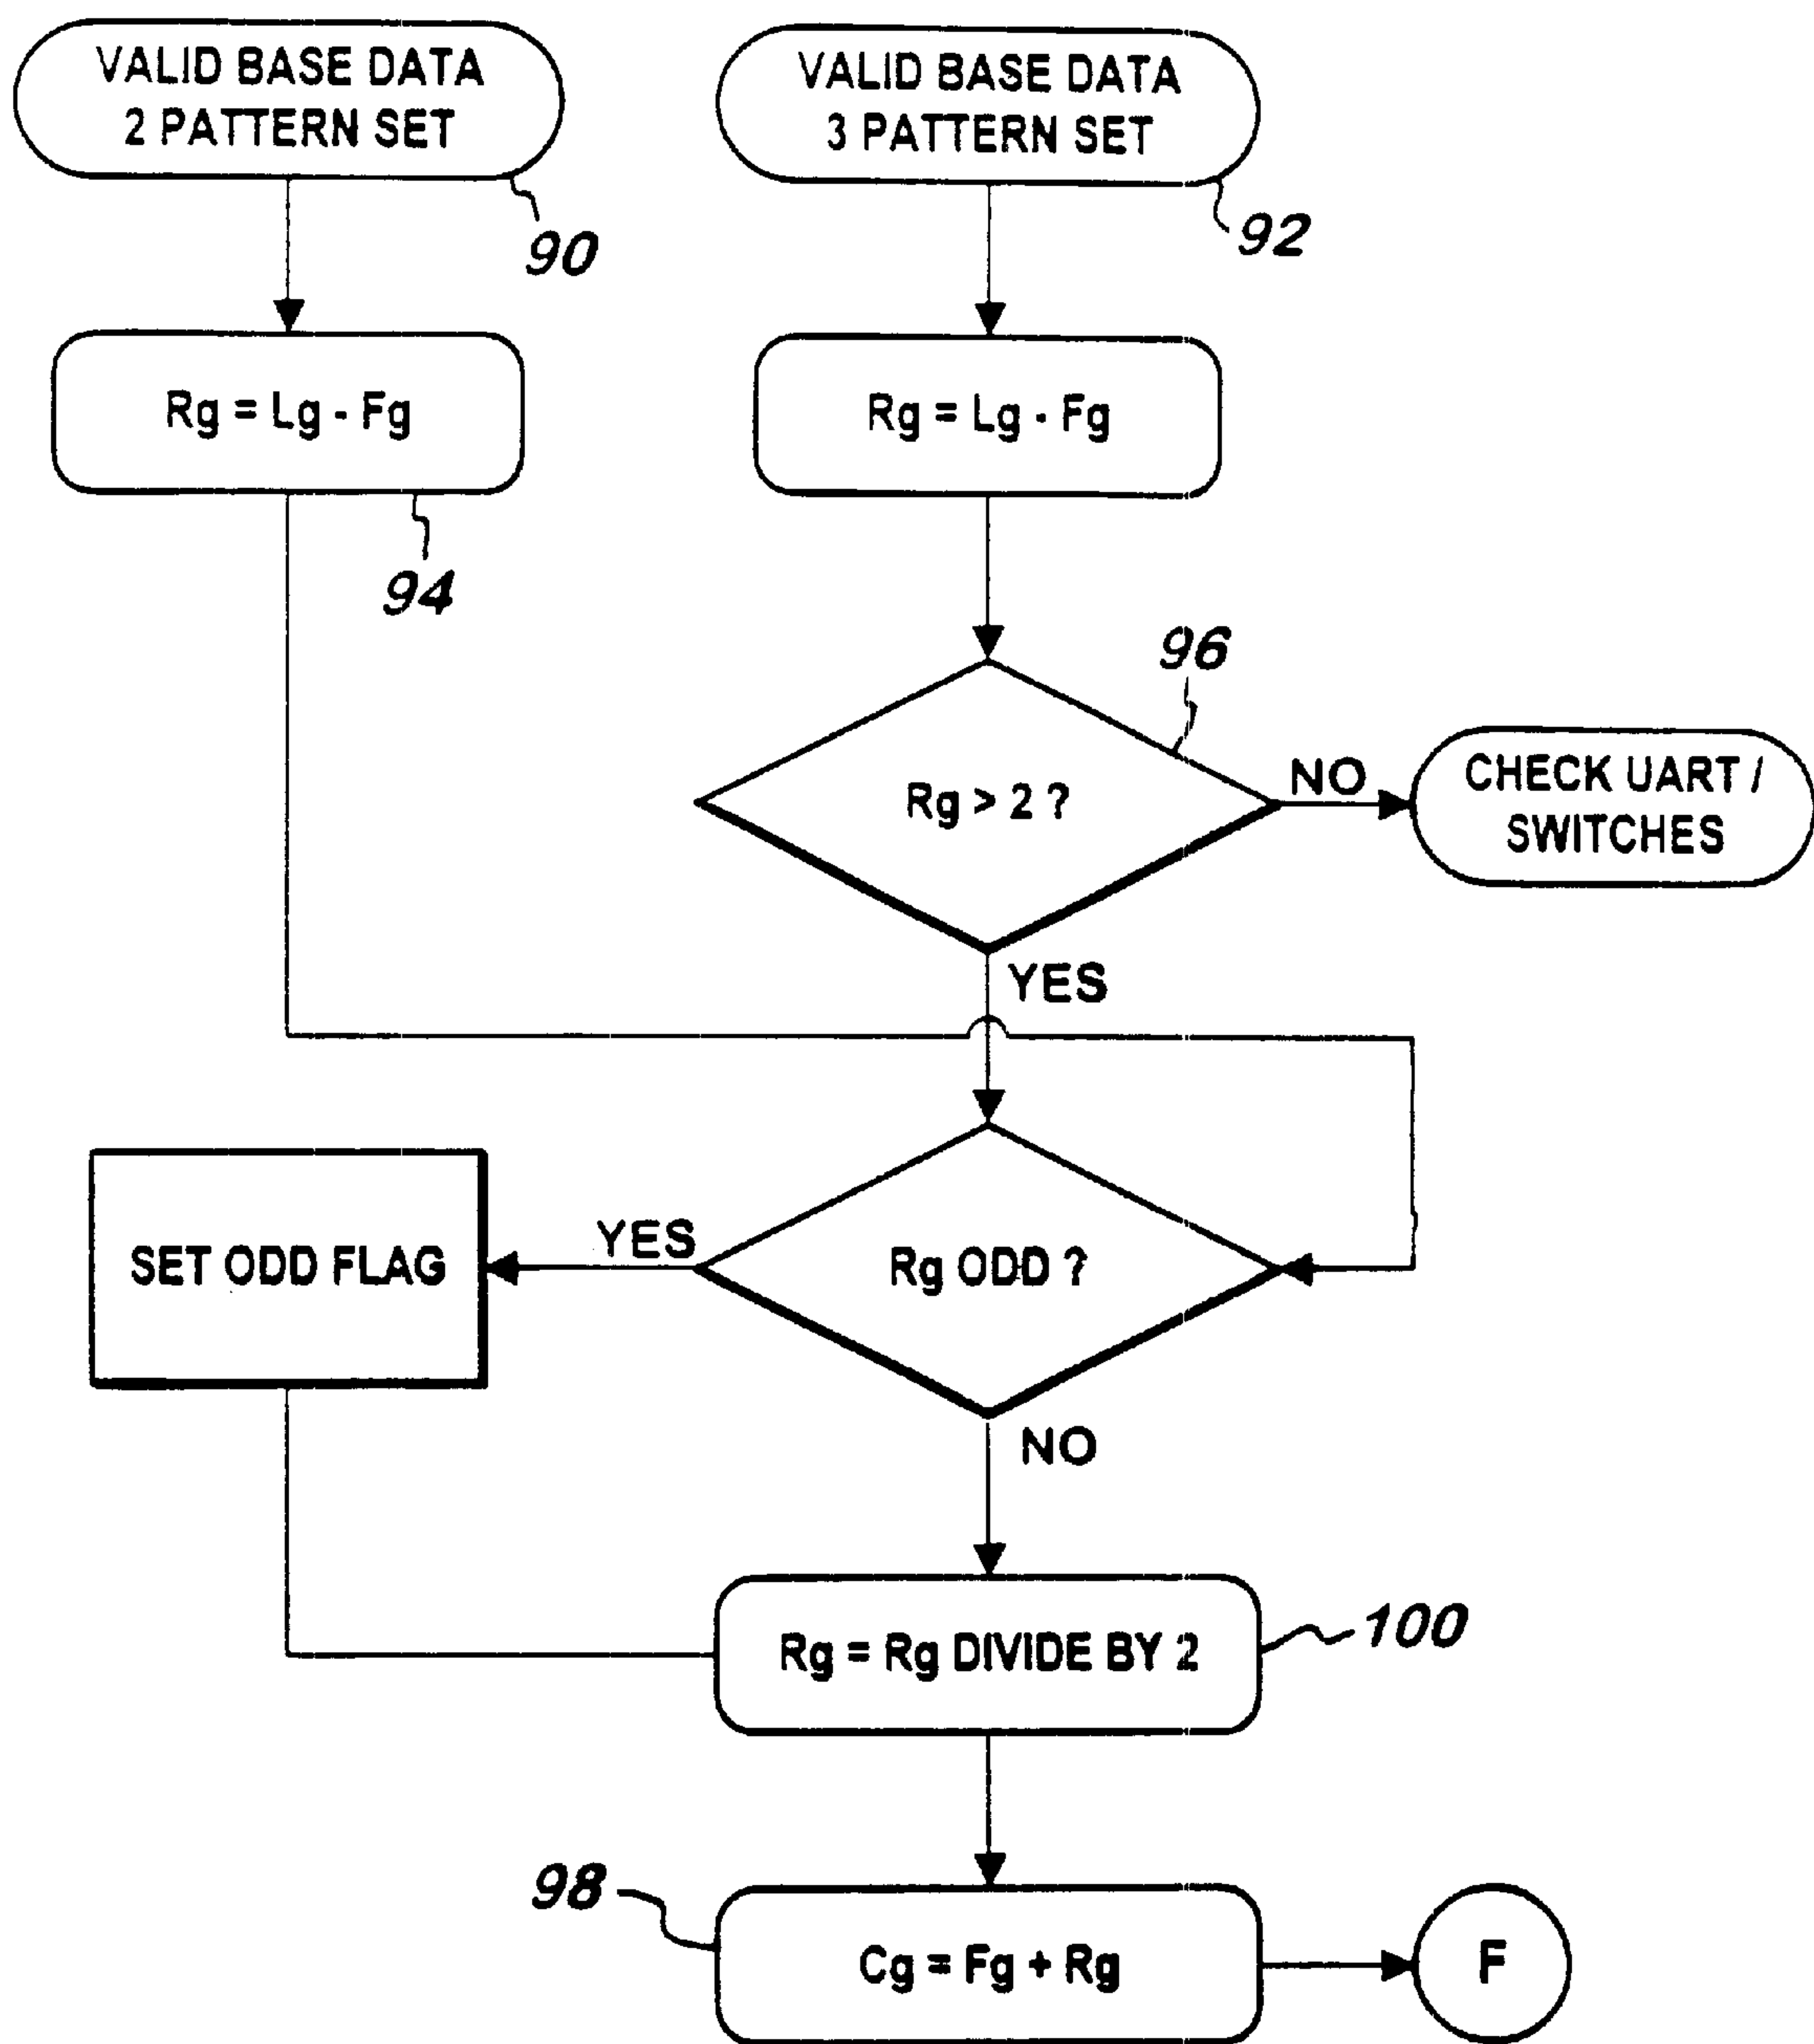 VALID BASE DATA
2 PATTERN SET
90
VALID BASE DATA
3 PATTERN SET
92
Rg = Lg - Fg
94
Rg = Lg - Fg
96
Rg > 2 ?
NO
CHECK UART /
SWITCHES
YES
SET ODD FLAG
YES
Rg ODD ?
NO
Rg = Rg DIVIDE BY 2
100
98
Cg = Fg + Rg
F